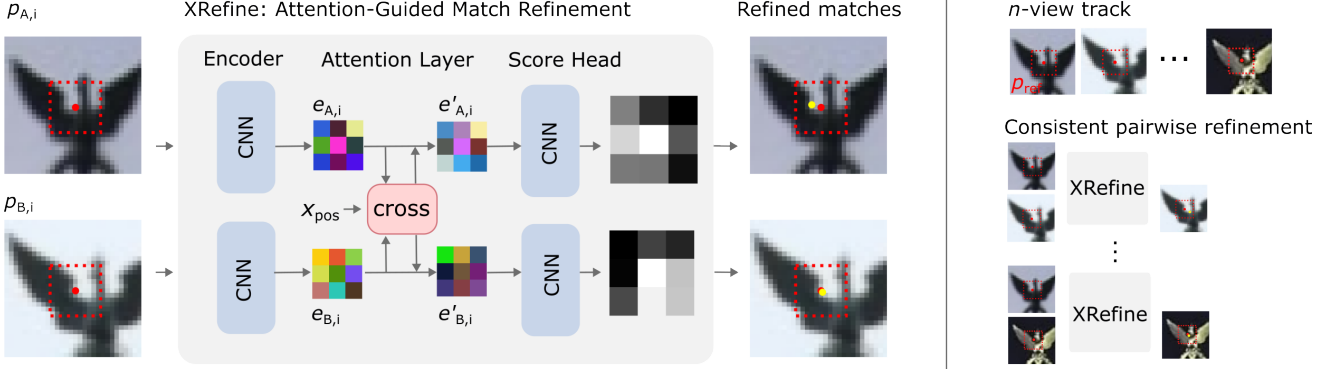 p_A,i
XRefine: Attention-Guided Match Refinement
Refined matches
Encoder
Attention Layer
Score Head
CNN
e_A,i
e'_A,i
CNN
p_B,i
x_pos
cross
CNN
e_B,i
e'_B,i
CNN
n-view track
p_ref
...
Consistent pairwise refinement
XRefine
⋮
XRefine